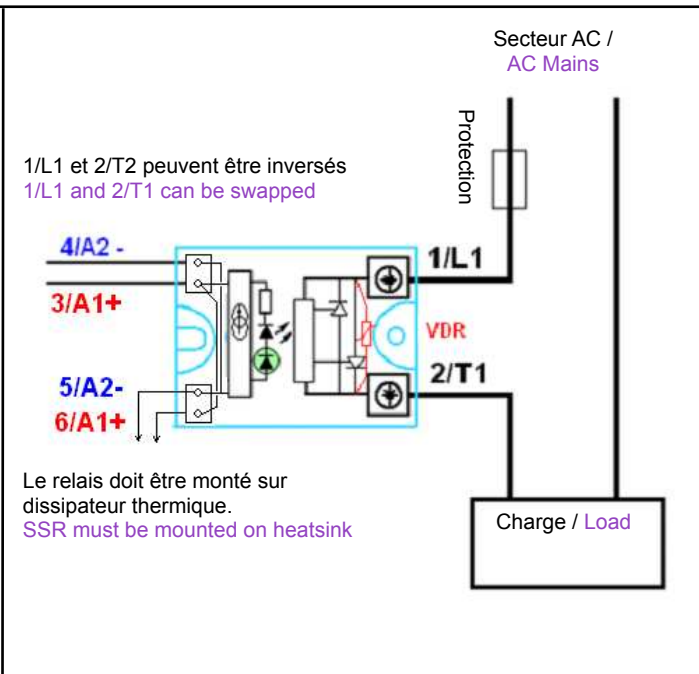 Secteur AC /
AC Mains
Protection
1/L1 et 2/T2 peuvent être inversés
1/L1 and 2/T1 can be swapped
4/A2 -
3/A1+
1/L1
VDR
5/A2-
6/A1+
2/T1
Le relais doit être monté sur
dissipateur thermique.
SSR must be mounted on heatsink
Charge / Load